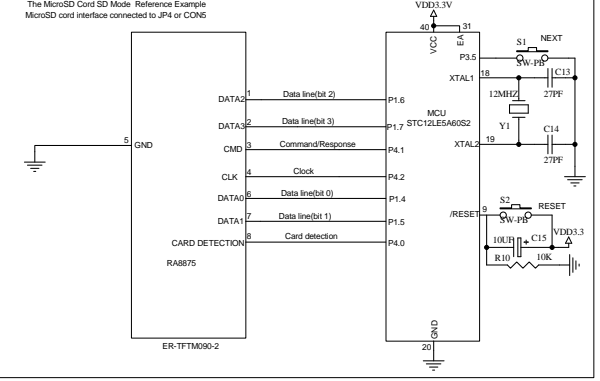 The MicroSD Cord SD Mode Reference Example
MicroSD cord interface connected to JP4 or CON5
VDD3.3V
40
31
VCC
EA
S1
NEXT
P3.5
SW-PB
XTAL1
18
C13
27PF
12MHZ
Y1
C14
27PF
XTAL2
19
MCU
STC12LE5A60S2
DATA2
1
Data line(bit 2)
P1.6
DATA3
2
Data line(bit 3)
P1.7
5
GND
CMD
3
Command/Response
P4.1
CLK
4
Clock
P4.2
DATA0
6
Data line(bit 0)
P1.4
DATA1
7
Data line(bit 1)
P1.5
CARD DETECTION
8
Card detection
P4.0
RA8875
/RESET
9
S2
RESET
SW-PB
10UF
+
C15
VDD3.3
R10
10K
GND
20
ER-TFTM090-2